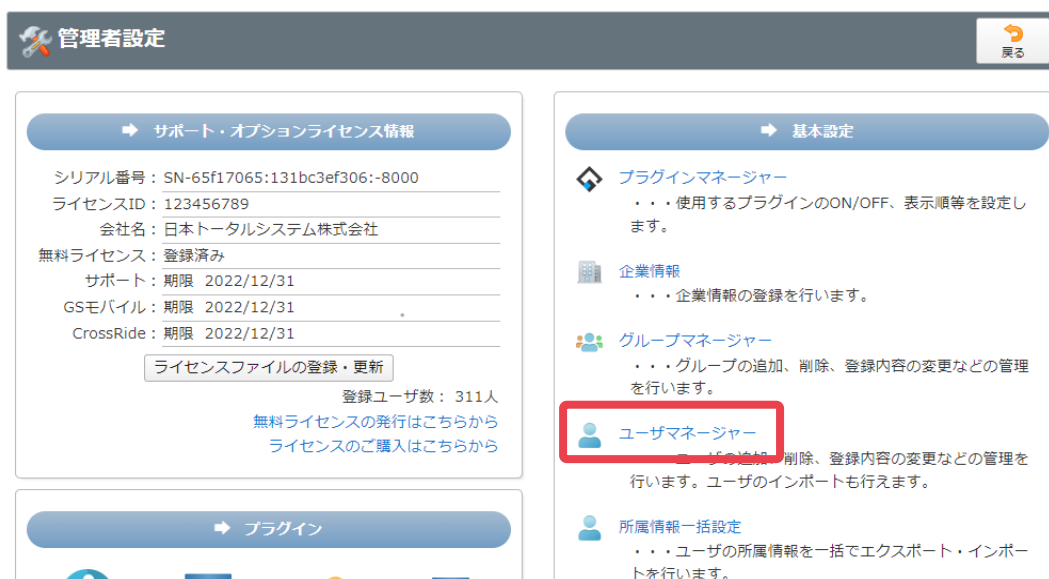 管理者設定
戻る
サポート・オプションライセンス情報
シリアル番号： SN-65f17065:131bc3ef306:-8000
ライセンスID： 123456789
会社名： 日本トータルシステム株式会社
無料ライセンス： 登録済み
サポート： 期限 2022/12/31
GSモバイル： 期限 2022/12/31
CrossRide： 期限 2022/12/31
ライセンスファイルの登録・更新
登録ユーザ数： 311人
無料ライセンスの発行はこちらから
ライセンスのご購入はこちらから
プラグイン
基本設定
プラグインマネージャー
・・・使用するプラグインのON/OFF、表示順等を設定し
ます。
企業情報
・・・企業情報の登録を行います。
グループマネージャー
・・・グループの追加、削除、登録内容の変更などの管理
を行います。
ユーザマネージャー
ユーザの追加、削除、登録内容の変更などの管理を
行います。ユーザのインポートも行えます。
所属情報一括設定
・・・ユーザの所属情報を一括でエクスポート・インポー
トを行います。